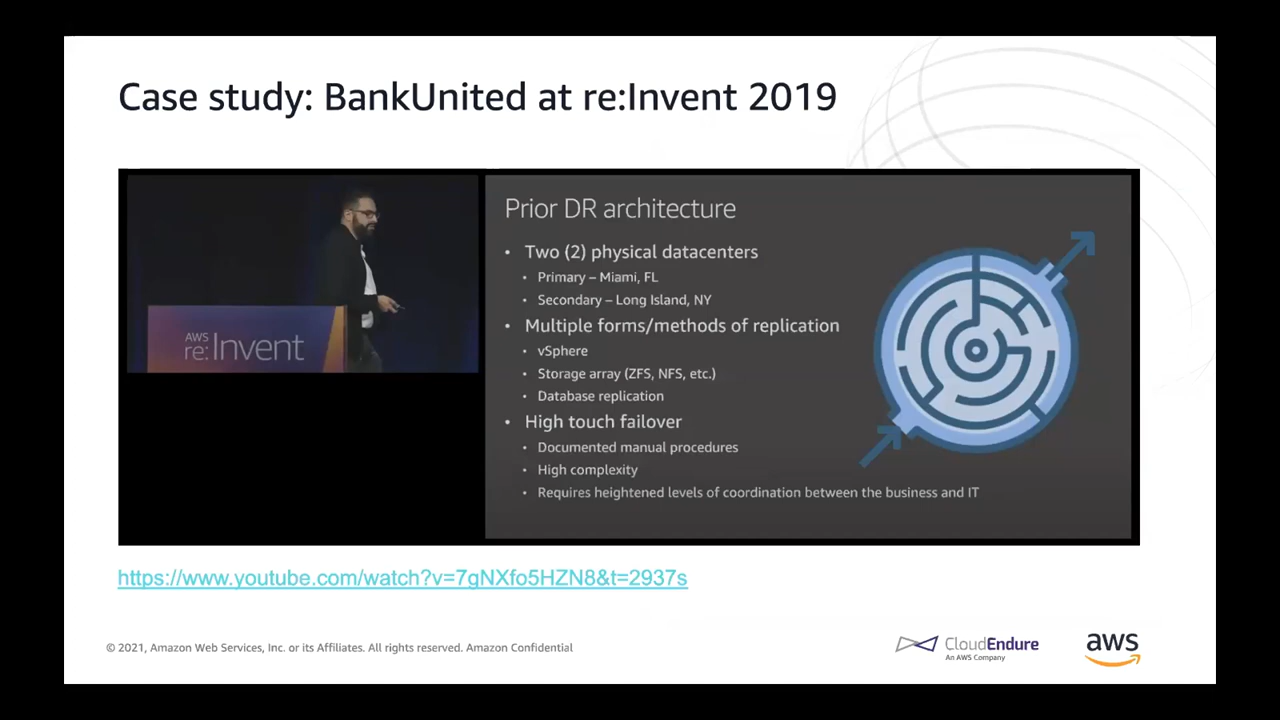 Case study: BankUnited at re:Invent 2019
AWS
re:Invent
Prior DR architecture
• Two (2) physical datacenters
• Primary – Miami, FL
• Secondary – Long Island, NY
• Multiple forms/methods of replication
• vSphere
• Storage array (ZFS, NFS, etc.)
• Database replication
• High touch failover
• Documented manual procedures
• High complexity
• Requires heightened levels of coordination between the business and IT
https://www.youtube.com/watch?v=7gNXfo5HZN8&t=2937s
© 2021, Amazon Web Services, Inc. or its Affiliates. All rights reserved. Amazon Confidential
CloudEndure
An AWS Company
aws